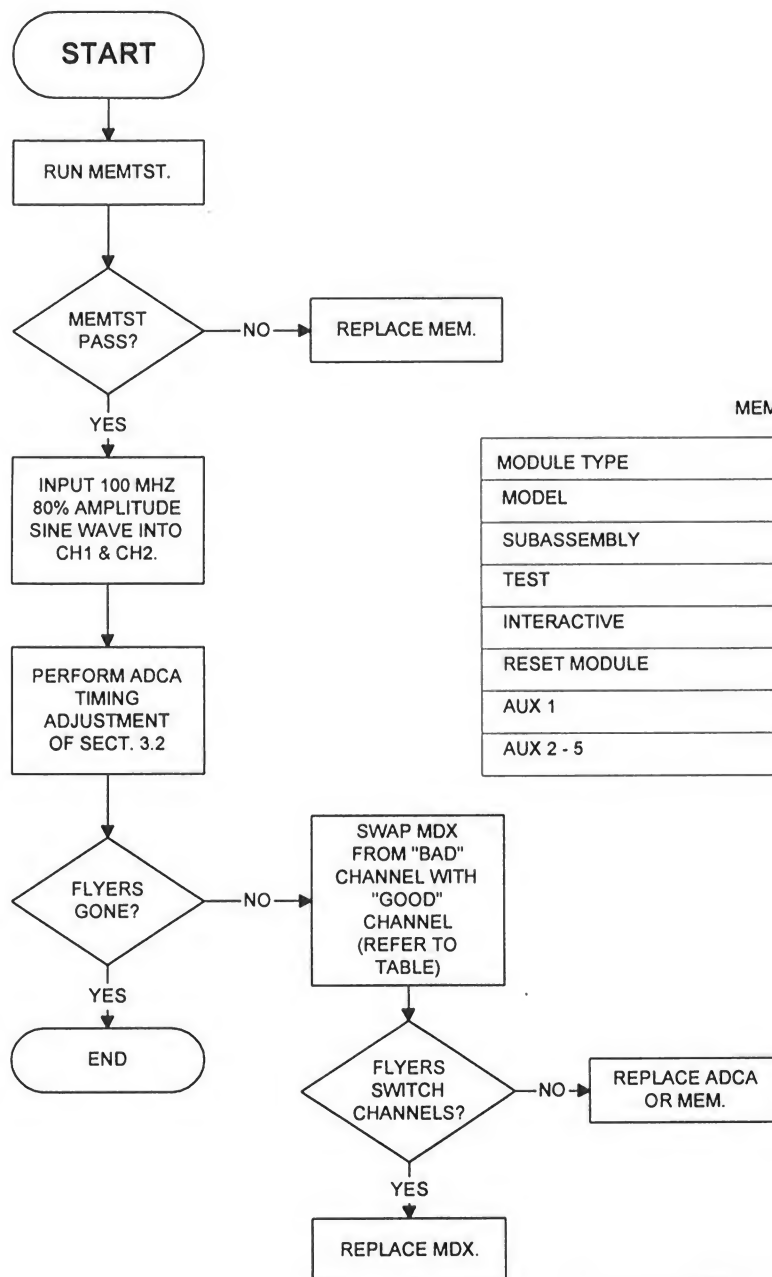 START
RUN MEMTST.
MEMTST
PASS?
NO
REPLACE MEM.
YES
INPUT 100 MHZ
80% AMPLITUDE
SINE WAVE INTO
CH1 & CH2.
PERFORM ADCA
TIMING
ADJUSTMENT
OF SECT. 3.2
FLYERS
GONE?
NO
YES
END
SWAP MDX
FROM "BAD"
CHANNEL WITH
"GOOD"
CHANNEL
(REFER TO
TABLE)
FLYERS
SWITCH
CHANNELS?
NO
REPLACE ADCA
OR MEM.
YES
REPLACE MDX.
MEM
MODULE TYPE
MODEL
SUBASSEMBLY
TEST
INTERACTIVE
RESET MODULE
AUX 1
AUX 2 - 5